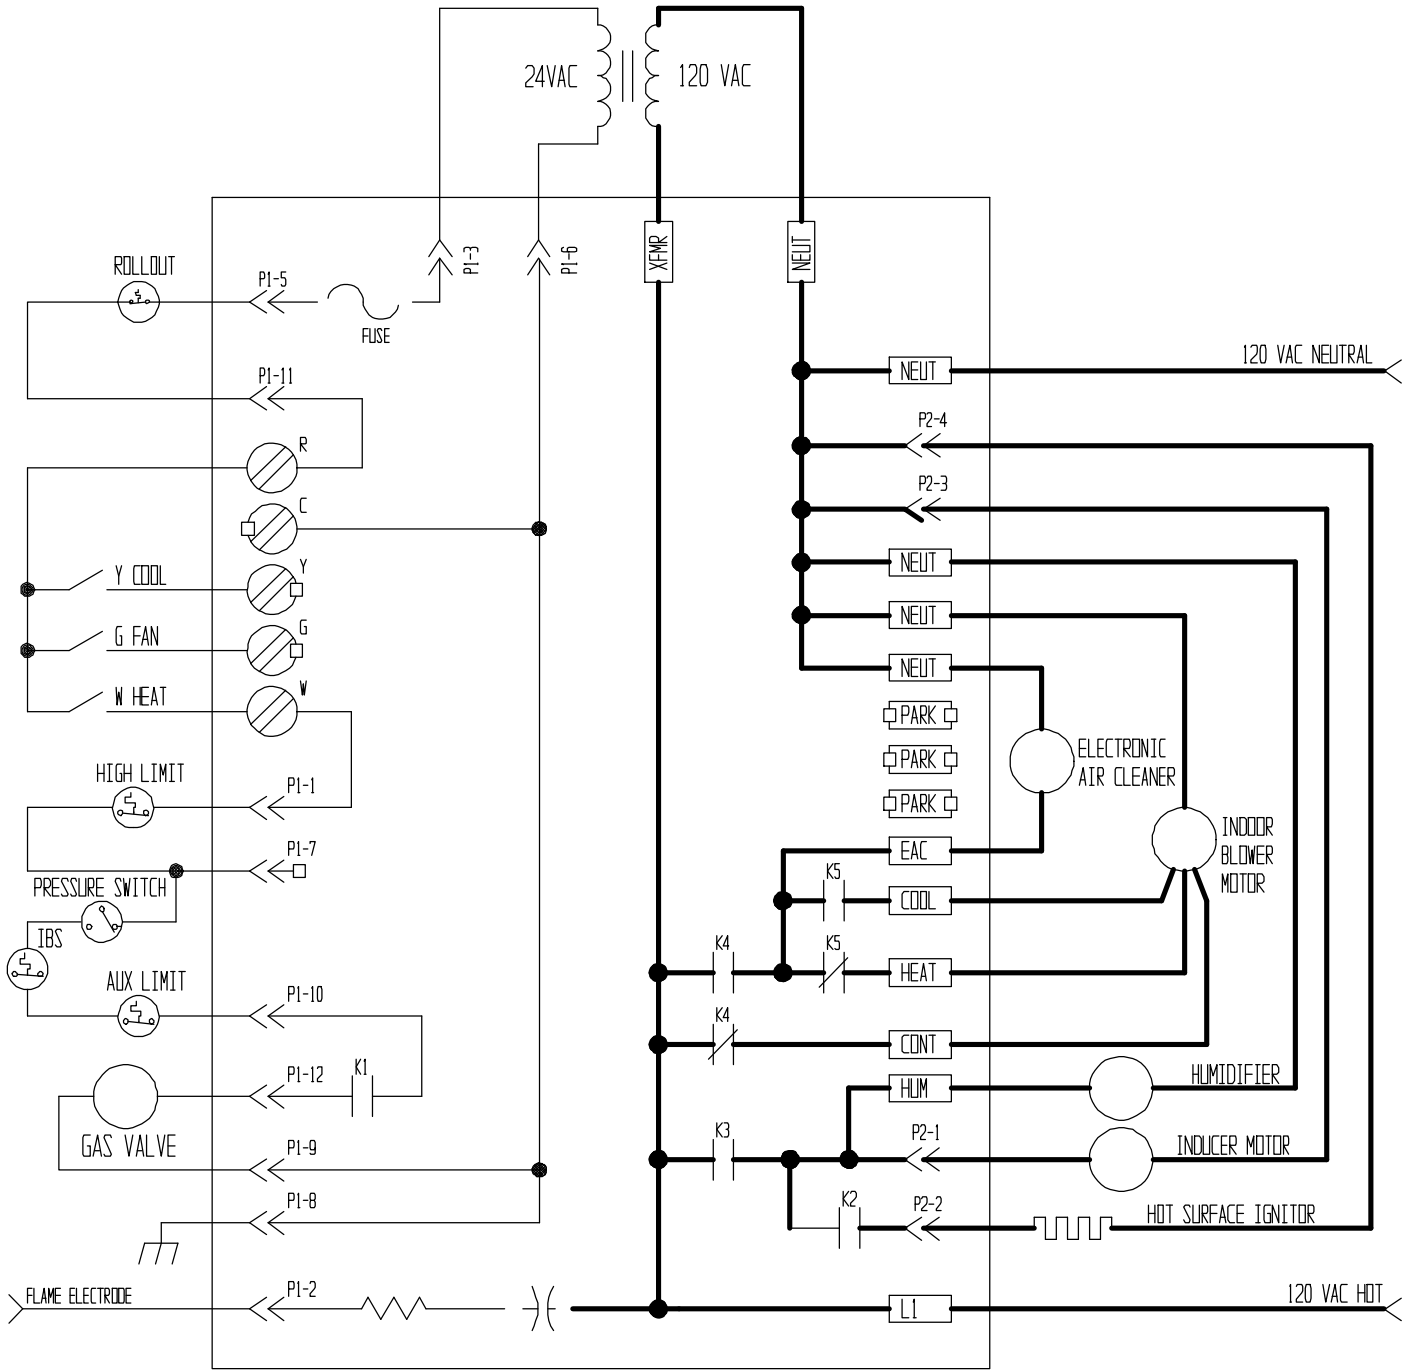 24VAC
120 VAC
XFMR
NEUT
P1-3
P1-6
ROLLOUT
P1-5
FUSE
P1-11
R
C
Y COOL
Y
G FAN
G
W HEAT
W
HIGH LIMIT
P1-1
P1-7
PRESSURE SWITCH
IBS
AUX LIMIT
P1-10
P1-12
K1
GAS VALVE
P1-9
P1-8
FLAME ELECTRODE
P1-2
NEUT
120 VAC NEUTRAL
P2-4
P2-3
NEUT
NEUT
NEUT
PARK
PARK
PARK
ELECTRONIC
AIR CLEANER
EAC
INDOOR
BLOWER
MOTOR
K5
COOL
K4
K5
HEAT
K4
CONT
HUM
HUMIDIFIER
K3
P2-1
INDUCER MOTOR
K2
P2-2
HOT SURFACE IGNITOR
L1
120 VAC HOT